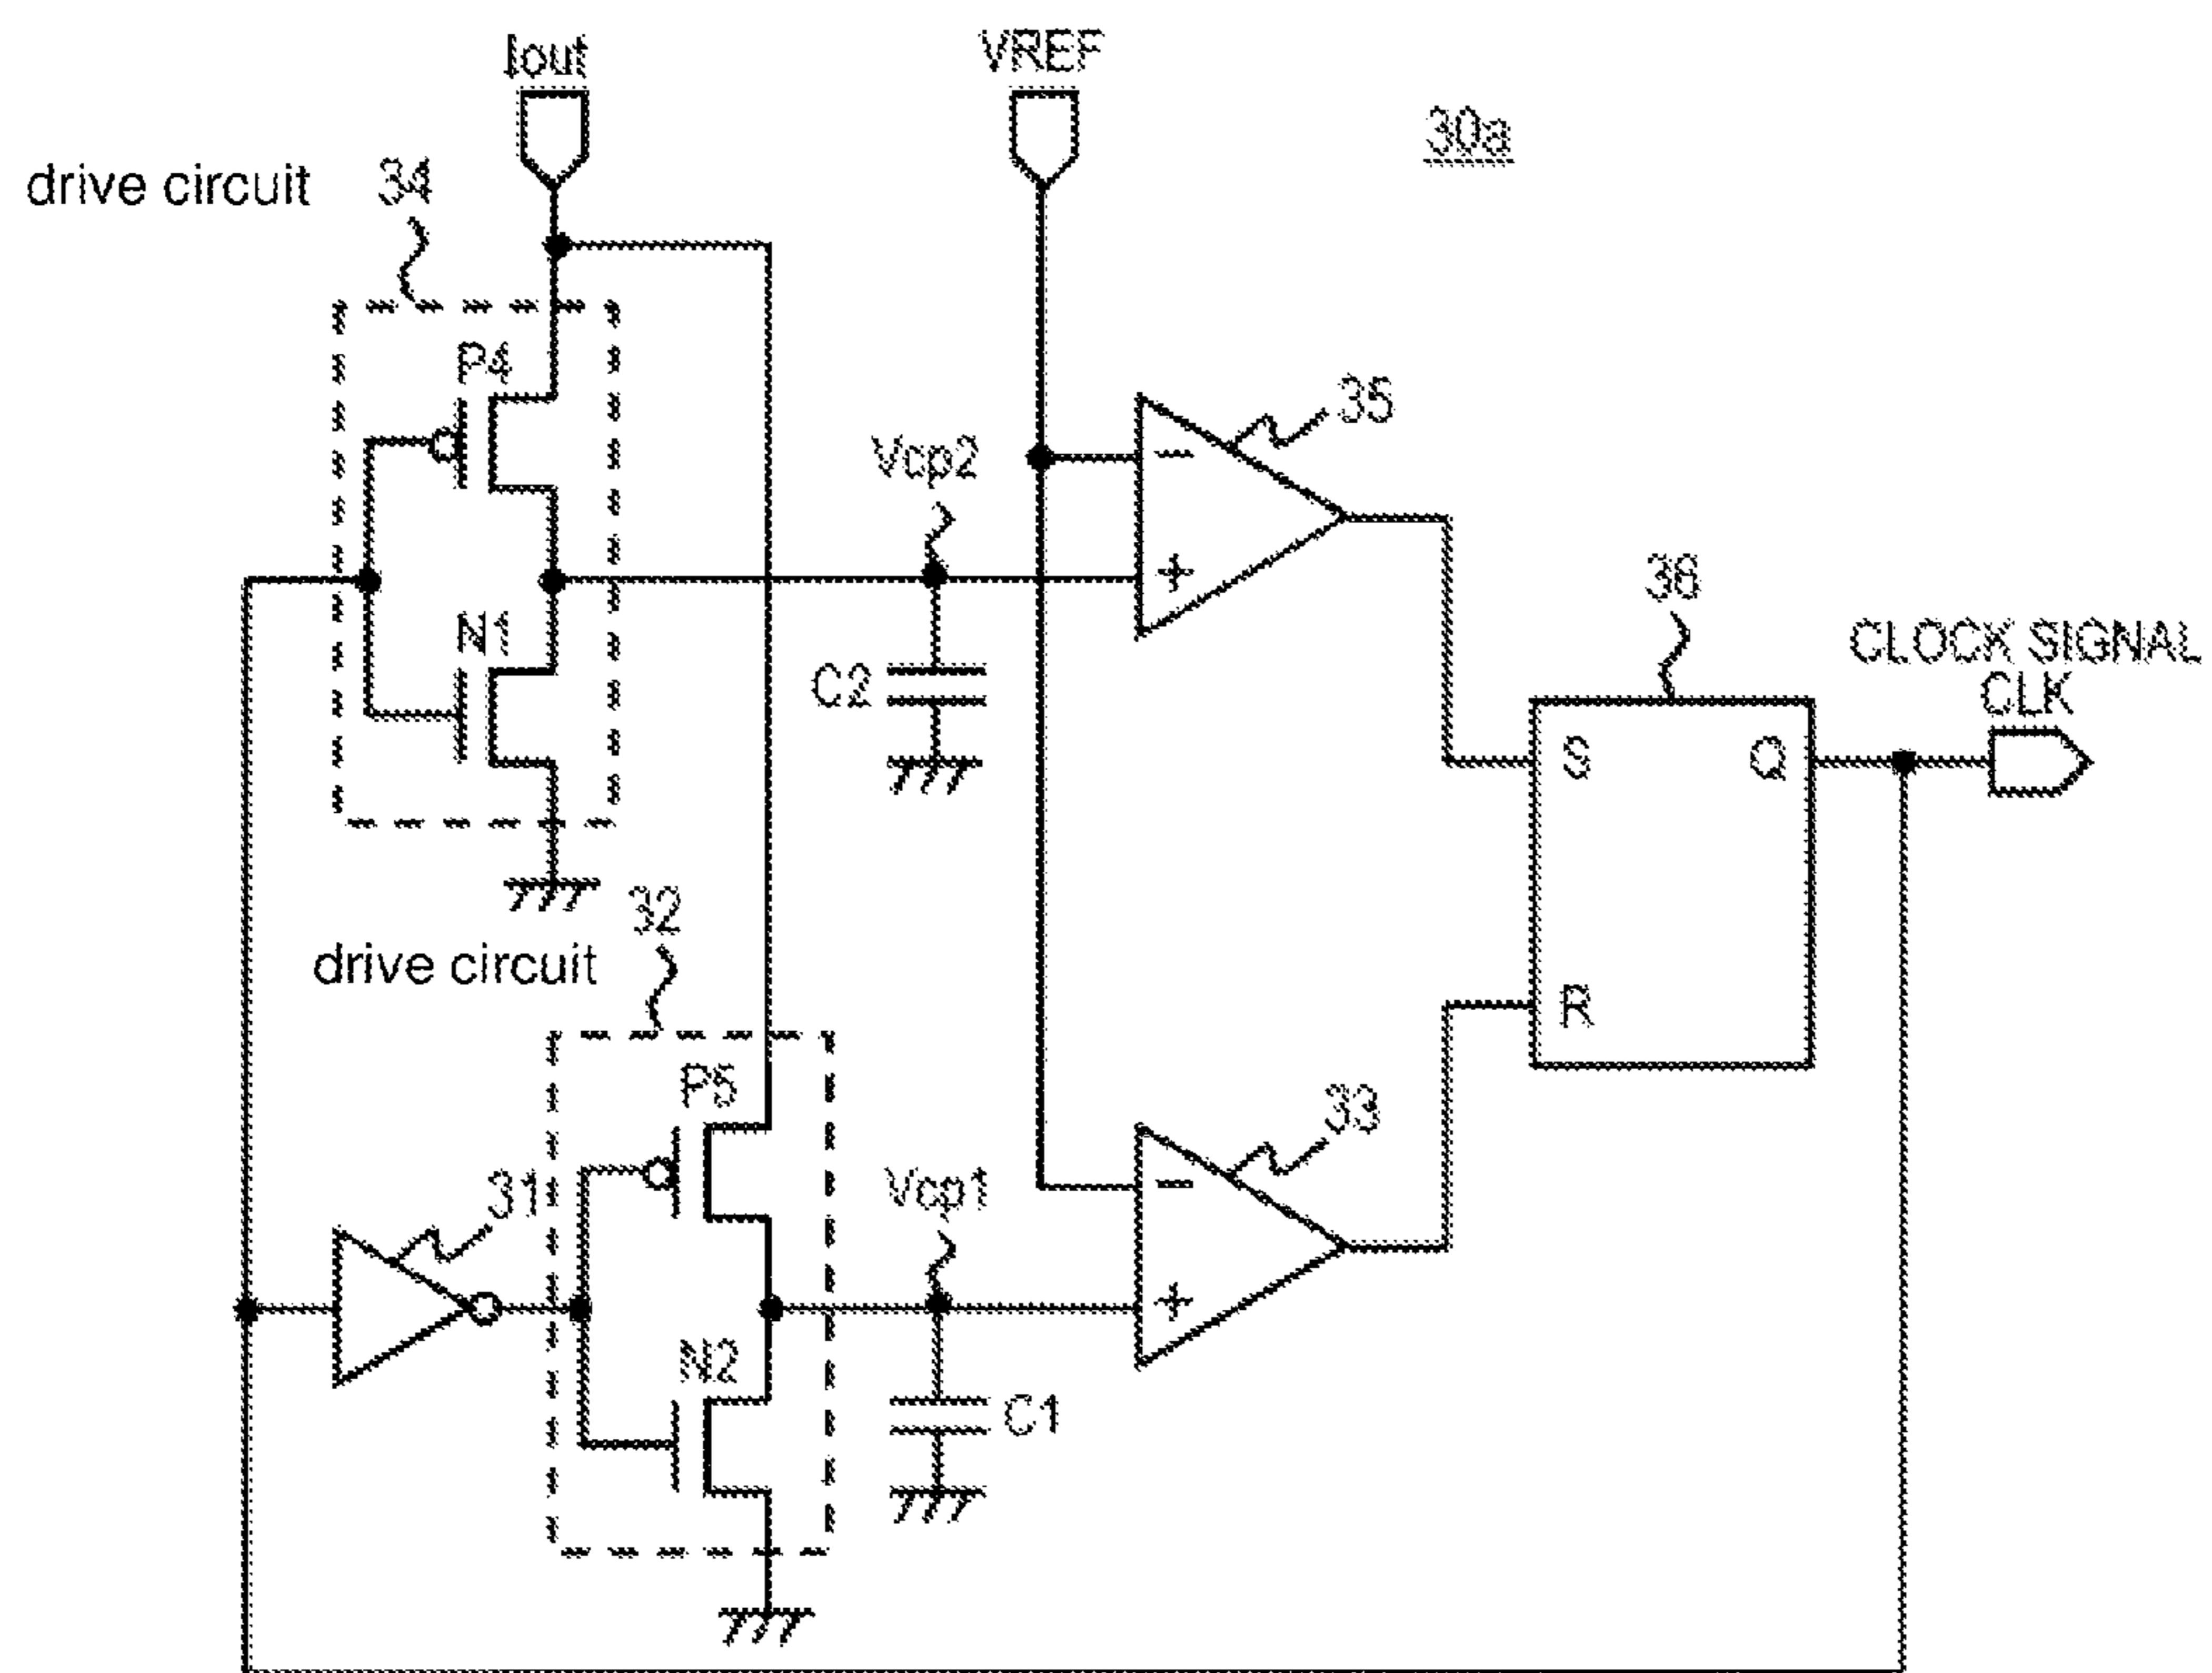 Iout
VREF
30a
drive circuit
34
P4
35
Vcp2
36
N1
CLOCK SIGNAL
CLK
C2
S
Q
32
drive circuit
R
P5
33
31
Vcp1
N2
C1
−
+
−
+